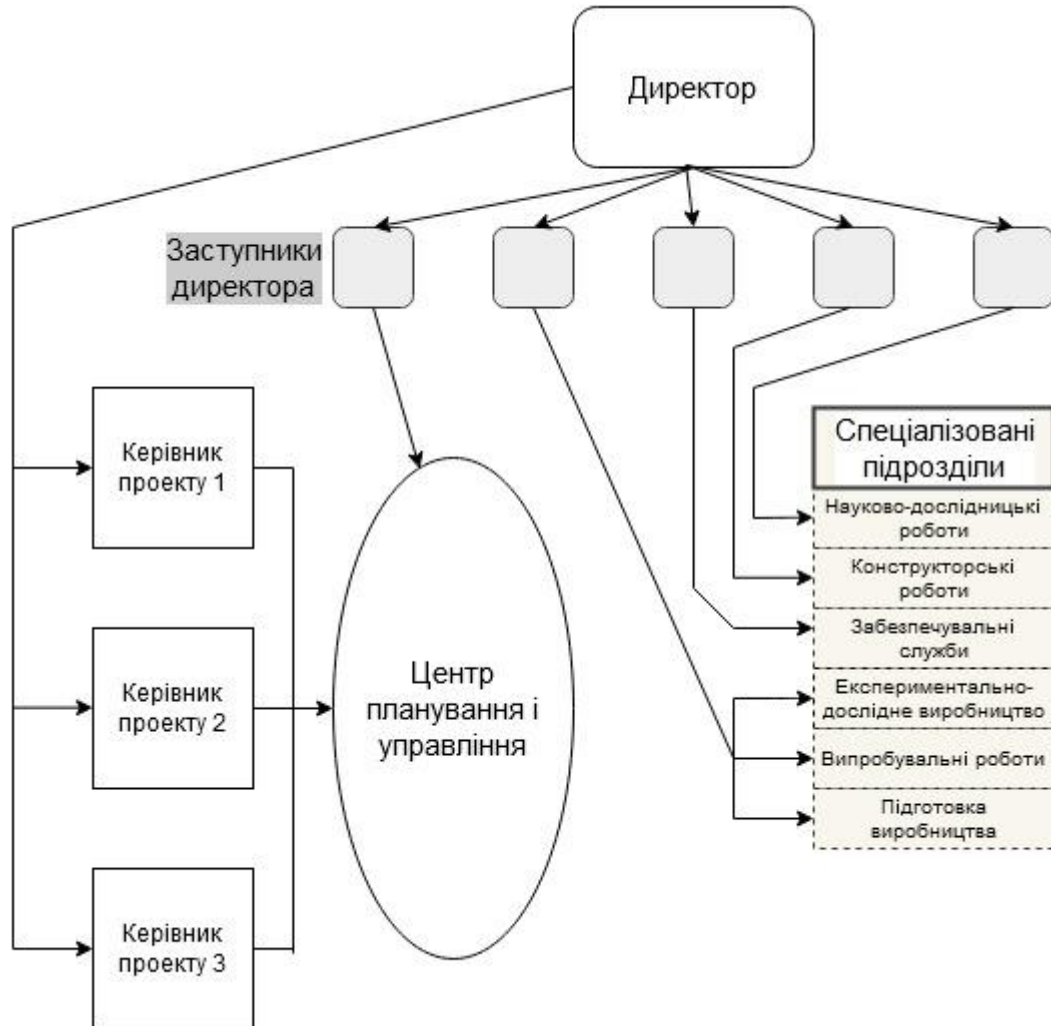 Директор
Заступники
директора
Керівник
проекту 1
Керівник
проекту 2
Керівник
проекту 3
Центр
планування і
управління
Спеціалізовані
підрозділи
Науково-дослідницькі
роботи
Конструкторські
роботи
Забезпечувальні
служби
Експериментально-
дослідне виробництво
Випробувальні роботи
Підготовка
виробництва